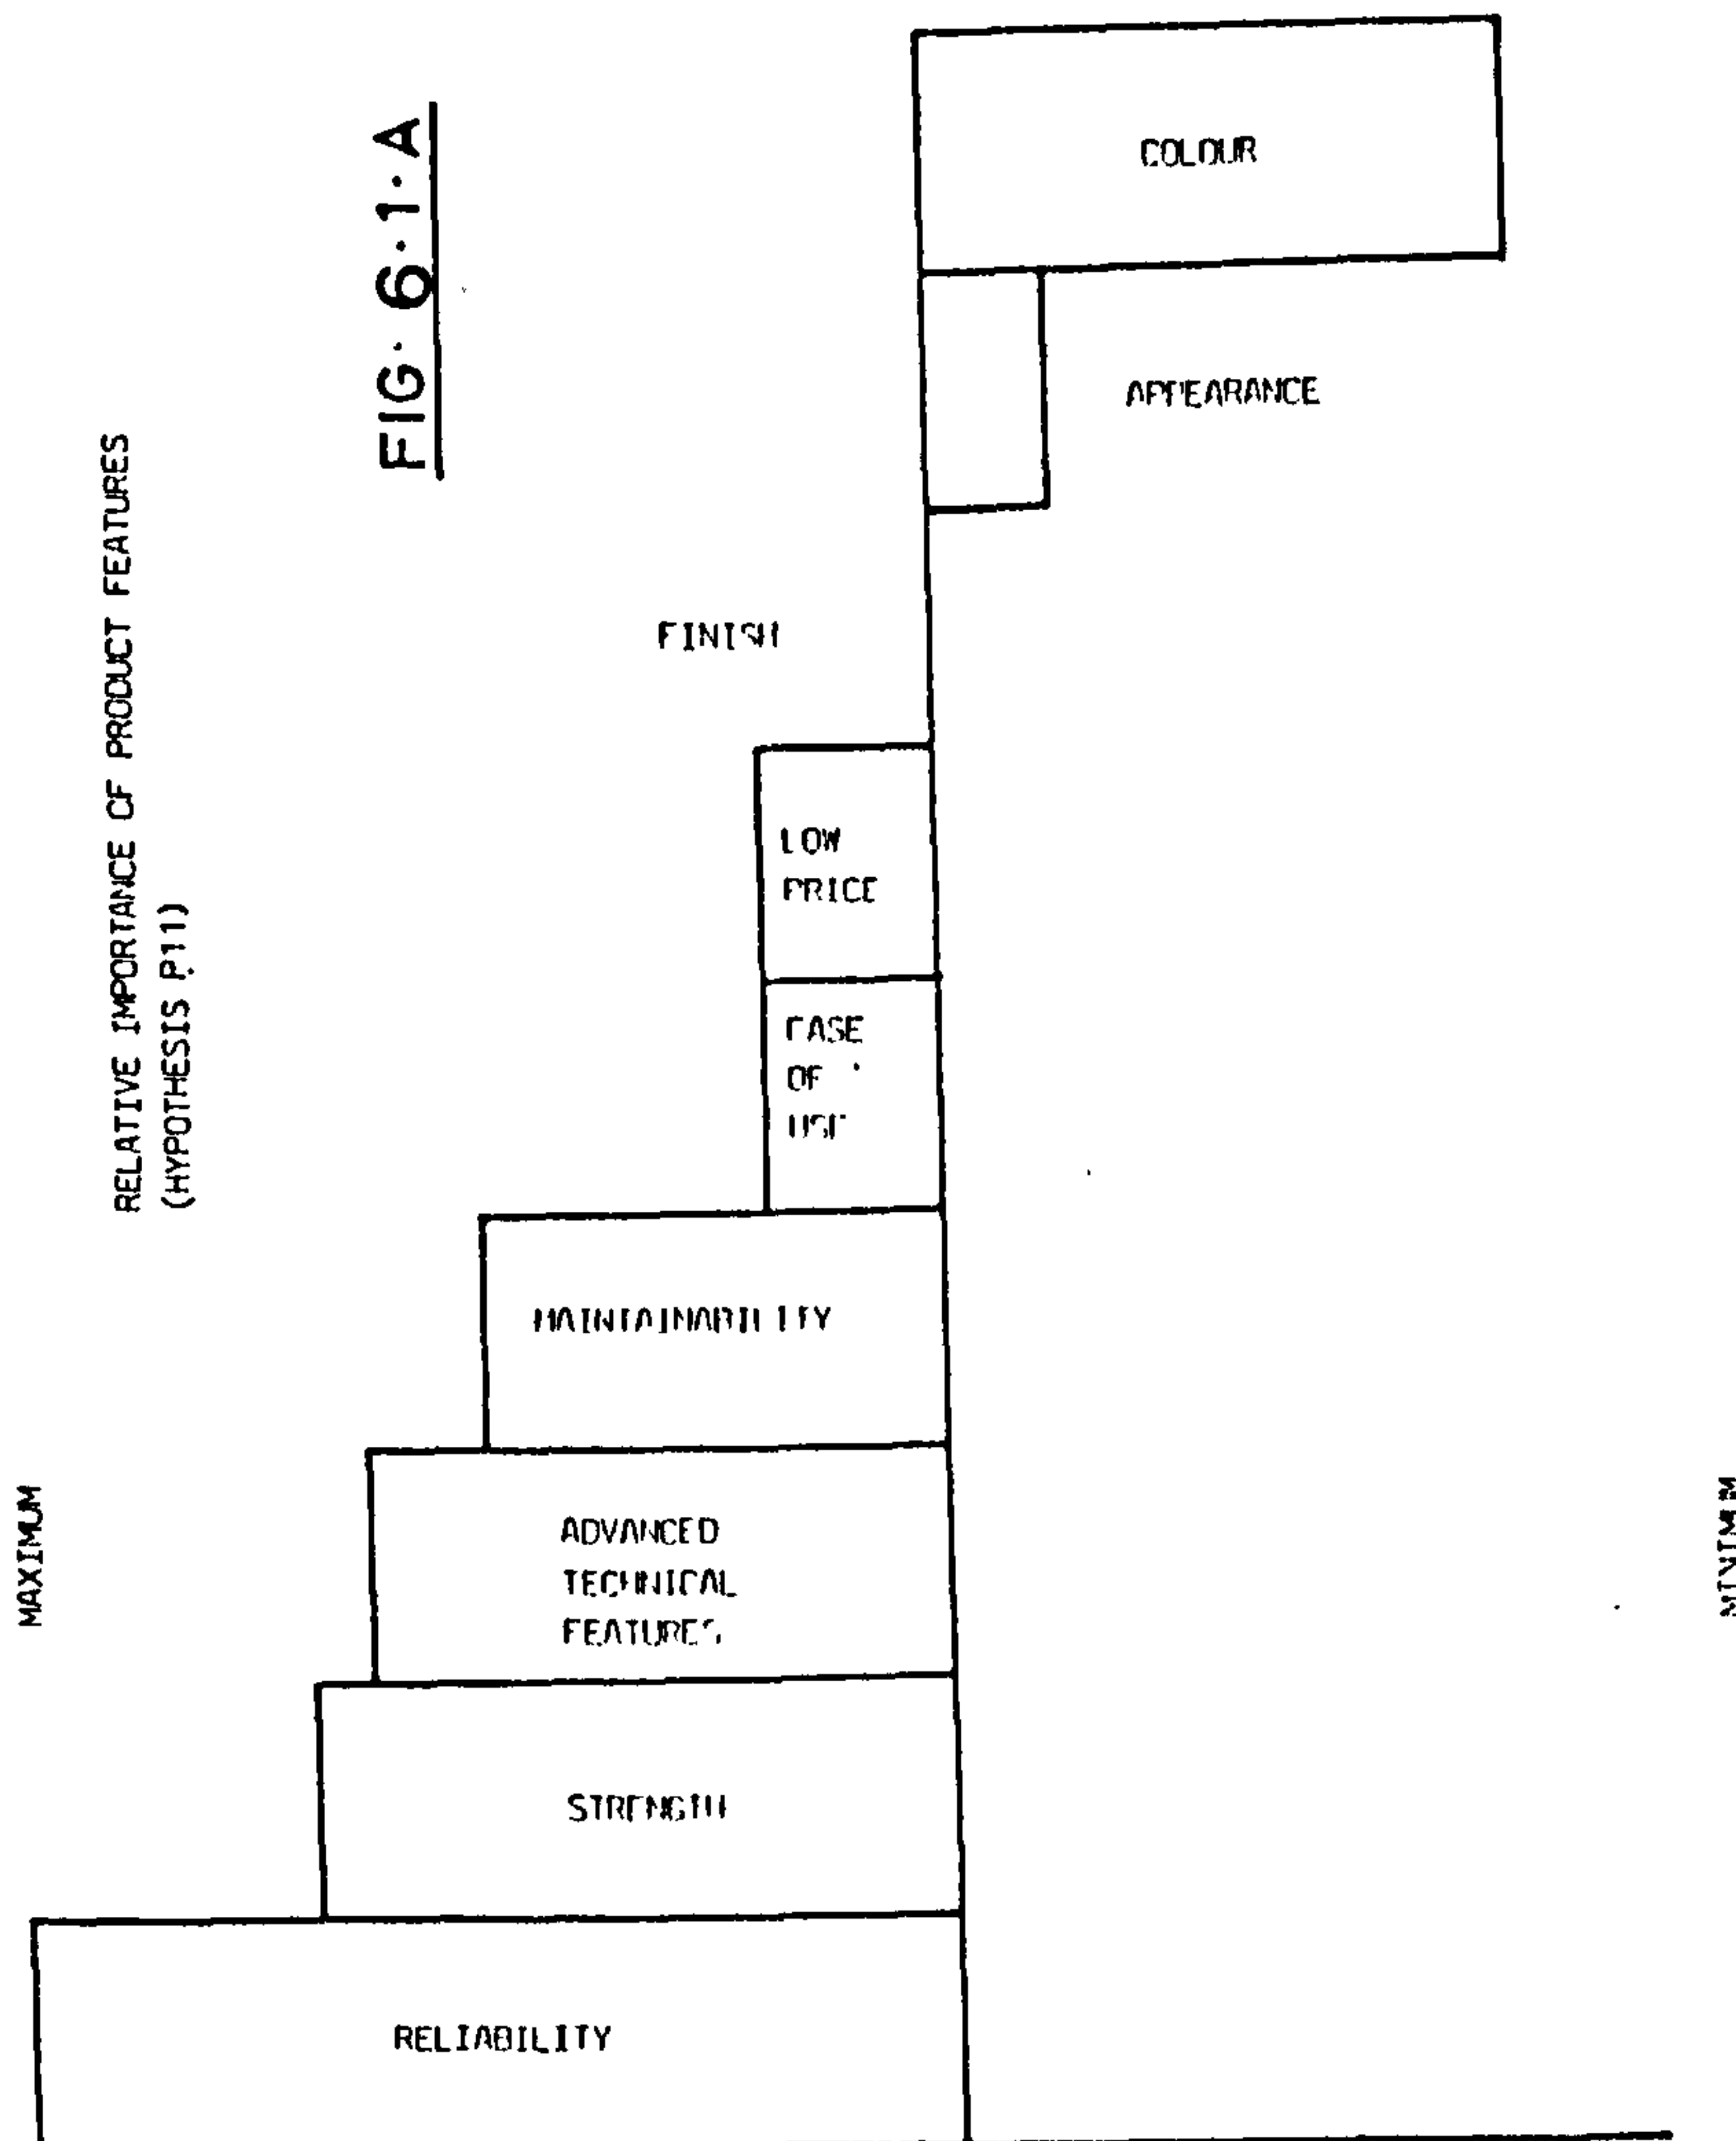 FIG. 6.1.A
RELATIVE IMPORTANCE OF PRODUCT FEATURES
(HYPOTHESIS P.11)
COLOUR
APPEARANCE
FINISH
LOW
PRICE
EASE
OF
USE
MAINTAINABILITY
MAXIMUM
MINIMUM
ADVANCED
TECHNICAL
FEATURES
STRENGTH
RELIABILITY